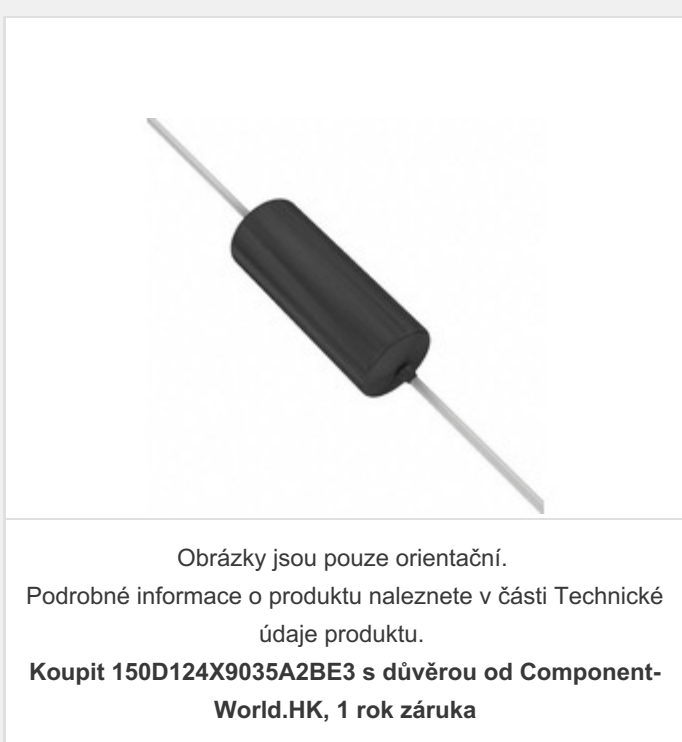 Obrázky jsou pouze orientační.
Podrobné informace o produktu naleznete v části Technické
údaje produktu.
Koupit 150D124X9035A2BE3 s důvěrou od Component-
World.HK, 1 rok záruka